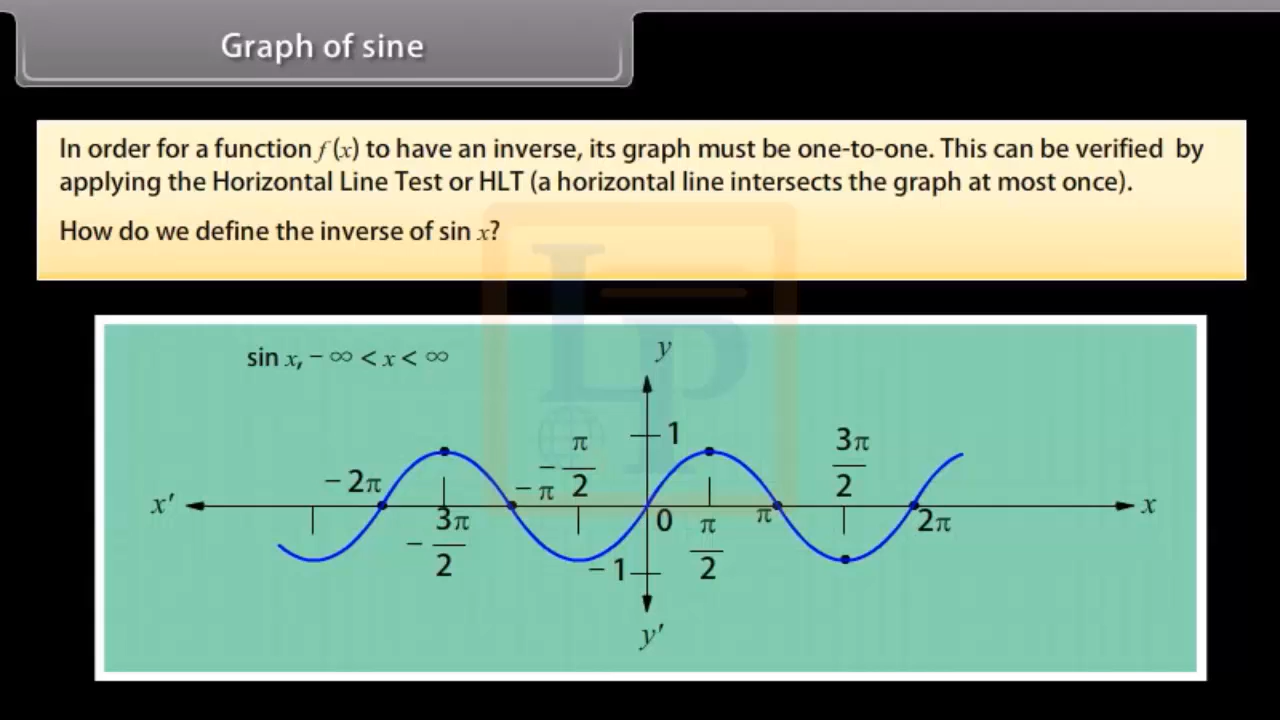 Graph of sine
In order for a function f (x) to have an inverse, its graph must be one-to-one. This can be verified by
applying the Horizontal Line Test or HLT (a horizontal line intersects the graph at most once).
How do we define the inverse of sin x?
sin x, − ∞ < x < ∞
y
1
x′
− 2π
− 3π/2
− π
− π/2
0
π/2
π
3π/2
2π
x
− 1
y′
LP